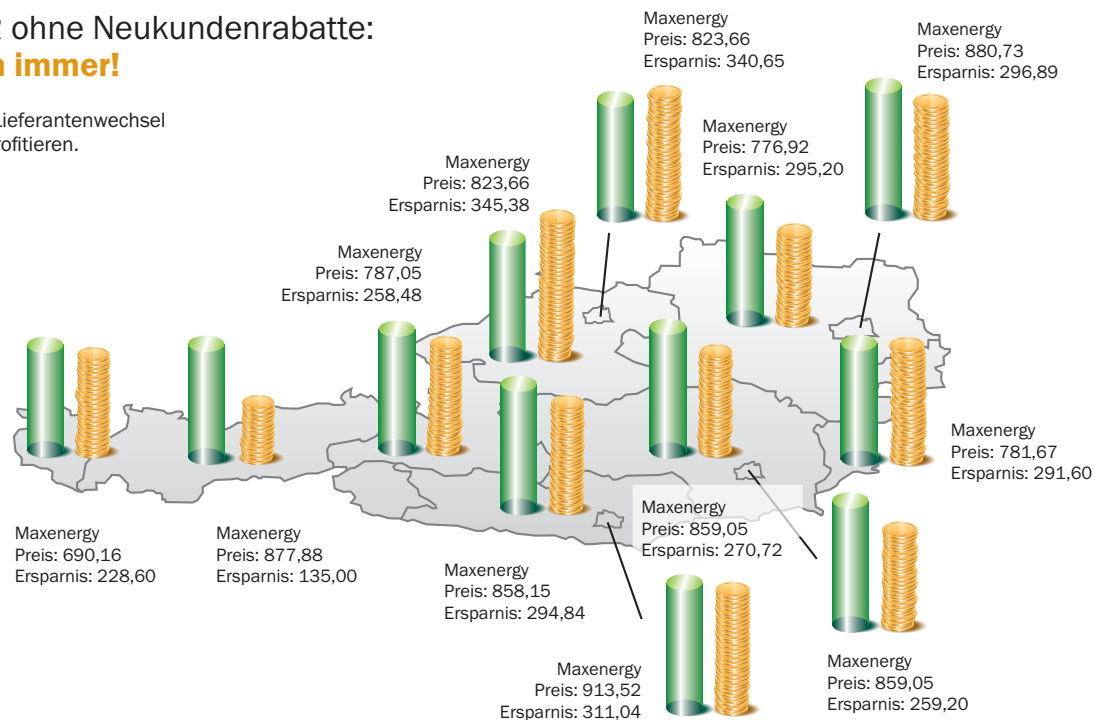 ohne Neukundenrabatte:
immer!
Lieferantenwechsel
Maxenergy
Preis: 823,66
Ersparnis: 340,65
Maxenergy
Preis: 880,73
Ersparnis: 296,89
Maxenergy
Preis: 776,92
Ersparnis: 295,20
Maxenergy
Preis: 823,66
Ersparnis: 345,38
Maxenergy
Preis: 787,05
Ersparnis: 258,48
Maxenergy
Preis: 781,67
Ersparnis: 291,60
Maxenergy
Preis: 859,05
Ersparnis: 270,72
Maxenergy
Preis: 690,16
Ersparnis: 228,60
Maxenergy
Preis: 877,88
Ersparnis: 135,00
Maxenergy
Preis: 858,15
Ersparnis: 294,84
Maxenergy
Preis: 913,52
Ersparnis: 311,04
Maxenergy
Preis: 859,05
Ersparnis: 259,20